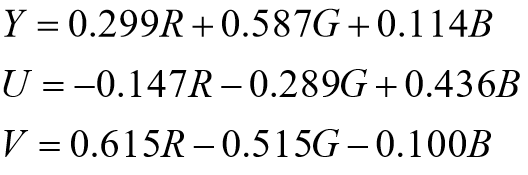 Y = 0.299R + 0.587G + 0.114B
U = −0.147R − 0.289G + 0.436B
V = 0.615R − 0.515G − 0.100B